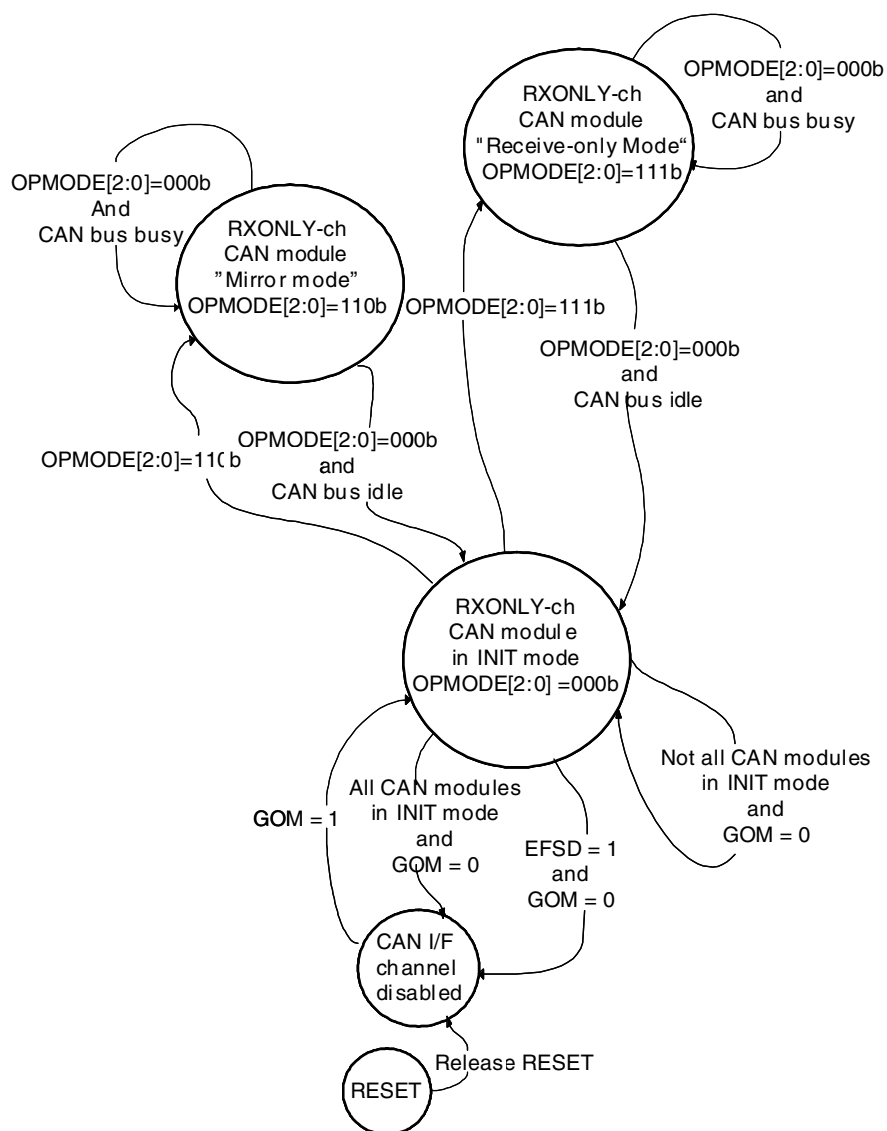 OPMODE[2:0]=000b
and
CAN bus busy
RXONLY-ch
CAN module
"Receive-only Mode“
OPMODE[2:0]=111b
OPMODE[2:0]=000b
And
CAN bus busy
RXONLY-ch
CAN module
”Mirror mode”
OPMODE[2:0]=110b
OPMODE[2:0]=111b
OPMODE[2:0]=000b
and
CAN bus idle
OPMODE[2:0]=110b
OPMODE[2:0]=000b
and
CAN bus idle
RXONLY-ch
CAN module
in INIT mode
OPMODE[2:0] =000b
Not all CAN modules
in INIT mode
and
GOM = 0
GOM = 1
All CAN modules
in INIT mode
and
GOM = 0
EFSD = 1
and
GOM = 0
CAN I/F
channel
disabled
Release RESET
RESET